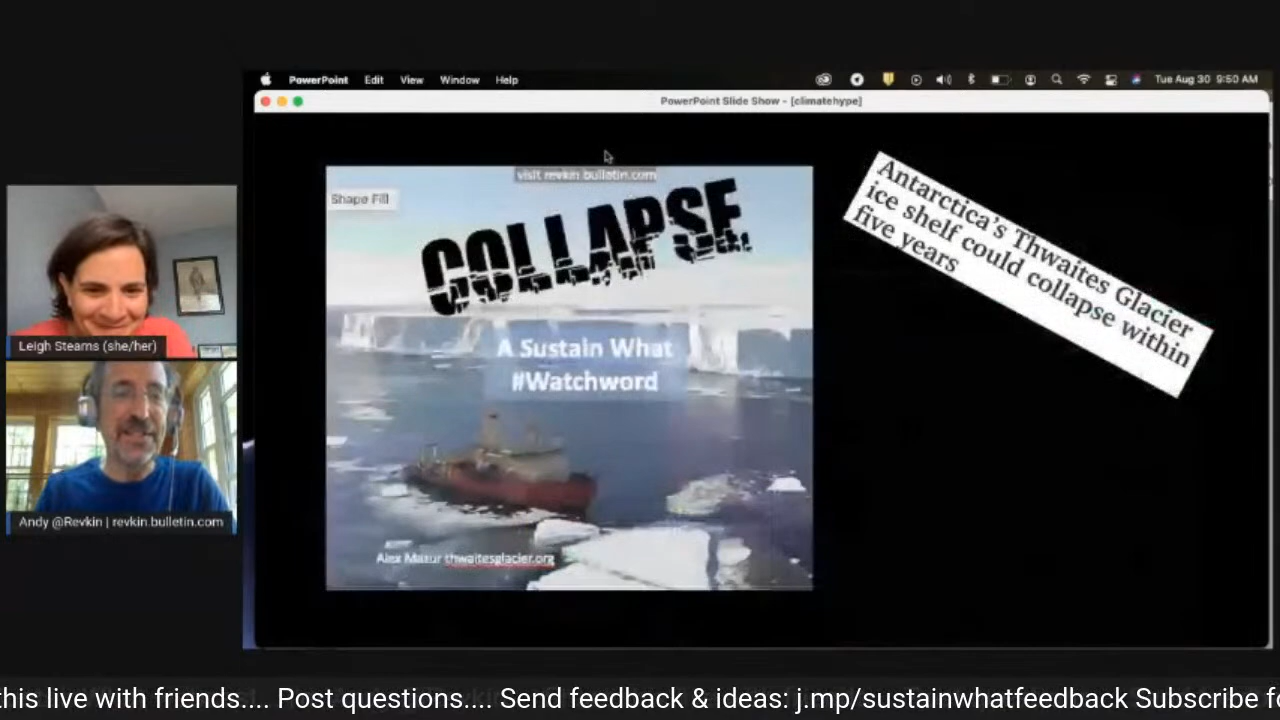 PowerPoint Edit View Window Help Tue Aug 30 9:50 AM
PowerPoint Slide Show - [climatehype]
visit revkin.bulletin.com
Shape Fill
COLLAPSE
A Sustain What
#Watchword
Alex Mazur thwaitesglacier.org
Antarctica's Thwaites Glacier
ice shelf could collapse within
five years
Leigh Stearns (she/her)
Andy @Revkin | revkin.bulletin.com
this live with friends.... Post questions.... Send feedback & ideas: j.mp/sustainwhatfeedback Subscribe fo